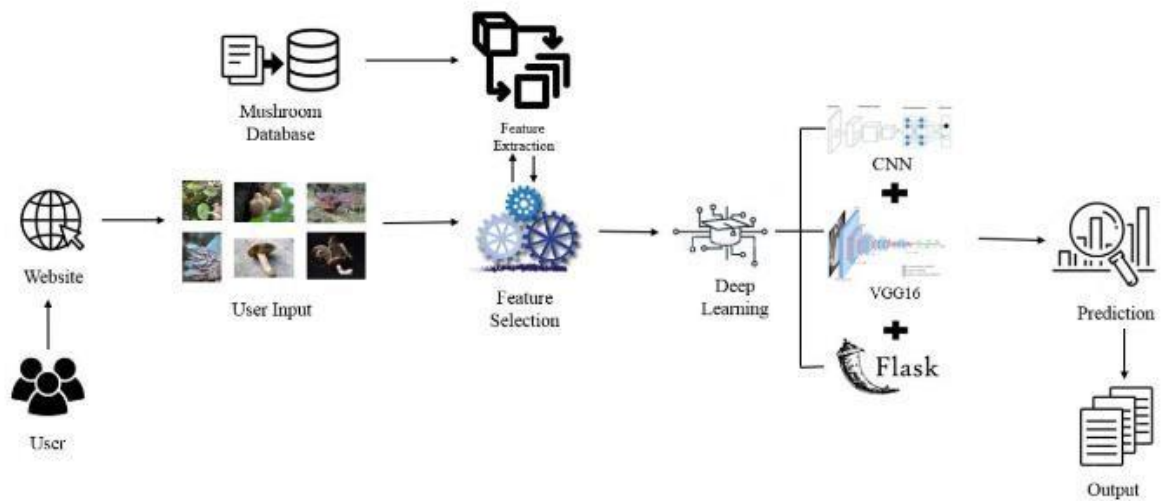 Mushroom
Database
Feature
Extraction
CNN
Website
User Input
Feature
Selection
Deep
Learning
VGG16
Prediction
Flask
User
Output